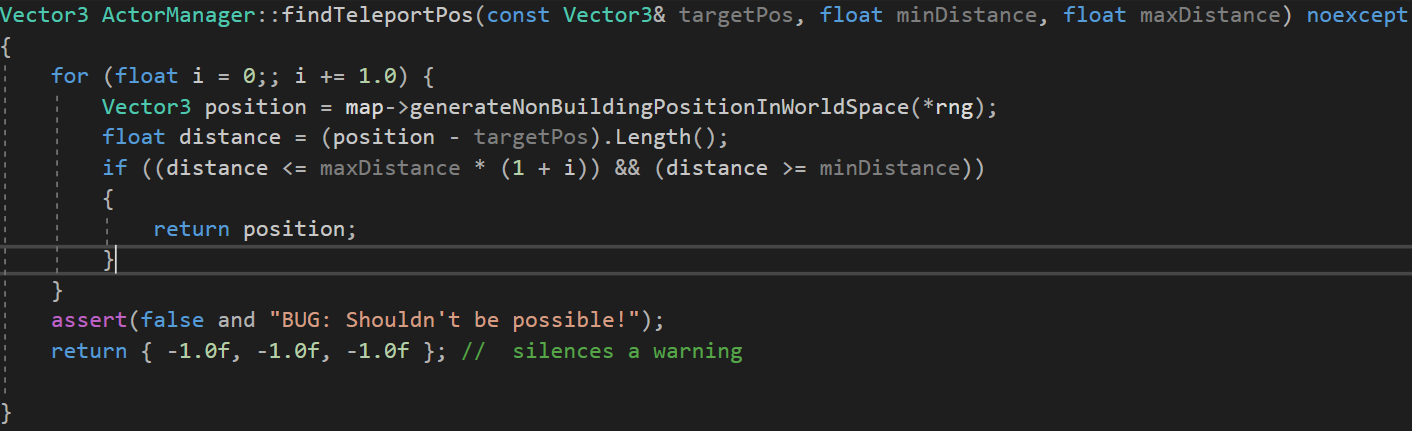 Vector3 ActorManager::findTeleportPos(const Vector3& targetPos, float minDistance, float maxDistance) noexcept
{
for (float i = 0;; i += 1.0) {
Vector3 position = map->generateNonBuildingPositionInWorldSpace(*rng);
float distance = (position - targetPos).Length();
if ((distance <= maxDistance * (1 + i)) && (distance >= minDistance))
{
return position;
}
}
assert(false and "BUG: Shouldn't be possible!");
return { -1.0f, -1.0f, -1.0f }; //  silences a warning
}